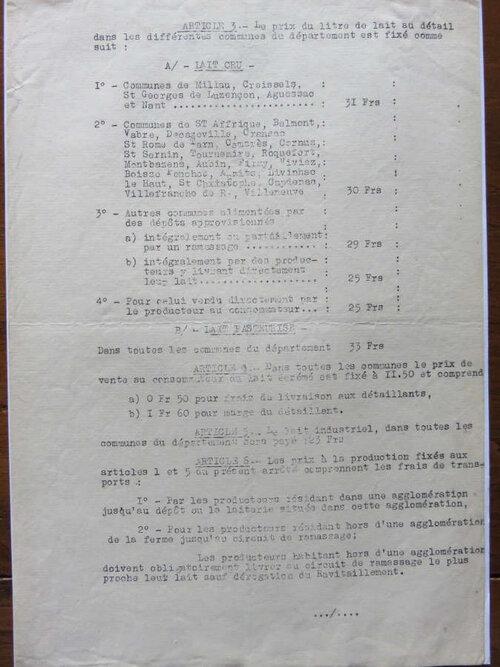 ARTICLE 3.- Le prix du litre de lait au détail
dans les différentes communes du département est fixé comme
suit :
A/ - LAIT CRU -
I° - Communes de Millau, Creissels, :
St Georges de Luzençon, Aguessac :
et Nant .................... : 31 Frs :
2° - Communes de ST Affrique, Belmont,:
Vabre, Decazeville, Cransac :
St Rome de Tarn, Camarès, Cornus, :
St Sernin, Tournemire, Roquefort, :
Montbazens, Aubin, Firmy, Viviez, :
Boisse Penchot, Livinhac
le Haut, St Christophe, Capdenac, :
Villefranche de R., Villeneuve : 30 Frs :
3° - Autres communes alimentées par :
des dépôts approvisionnés :
a) intégralement ou partiellement:
par un ramassage ............ : 29 Frs :
b) intégralement par des produc- :
teurs y livrant directement :
leur lait.................... : 25 Frs :
4° - Pour celui vendu directement par :
le producteur au consommateur... : 25 Frs :
B/ - LAIT PASTEURISE -
Dans toutes les communes du département 33 Frs
ARTICLE 4.- Dans toutes les communes le prix de
vente au consommateur du lait écrémé est fixé à II.50 et comprend
a) 0 Fr 50 pour frais de livraison aux détaillants,
b) I Fr 60 pour marge du détaillant.
ARTICLE 5.- Le lait industriel, dans toutes les
communes du département sera payé :23 Frs
ARTICLE 6.- Les prix à la production fixés aux
articles 1 et 5 du présent arrêté comprennent les frais de trans-
ports :
I° - Par les producteurs résidant dans une agglomération
jusqu'au dépôt ou la laiterie située dans cette agglomération,
2° - Pour les producteurs résidant hors d'une agglomération
de la ferme jusqu'au circuit de ramassage;
Les producteurs habitant hors d'une agglomération
doivent obligatoirement livrer au circuit de ramassage le plus
proche leur lait sauf dérogation du Ravitaillement.
.../....